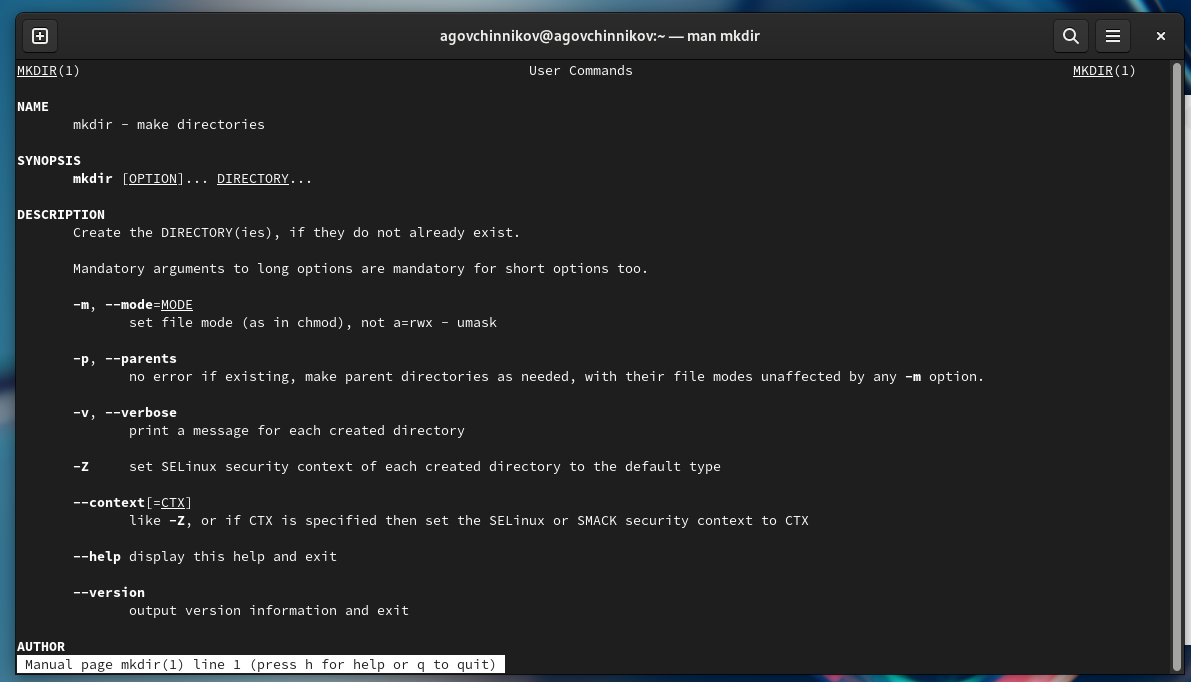 agovchinnikov@agovchinnikov:~ — man mkdir
MKDIR(1) User Commands MKDIR(1)
NAME
mkdir - make directories
SYNOPSIS
mkdir [OPTION]... DIRECTORY...
DESCRIPTION
Create the DIRECTORY(ies), if they do not already exist.
Mandatory arguments to long options are mandatory for short options too.
-m, --mode=MODE
set file mode (as in chmod), not a=rwx - umask
-p, --parents
no error if existing, make parent directories as needed, with their file modes unaffected by any -m option.
-v, --verbose
print a message for each created directory
-Z set SELinux security context of each created directory to the default type
--context[=CTX]
like -Z, or if CTX is specified then set the SELinux or SMACK security context to CTX
--help display this help and exit
--version
output version information and exit
AUTHOR
Manual page mkdir(1) line 1 (press h for help or q to quit)